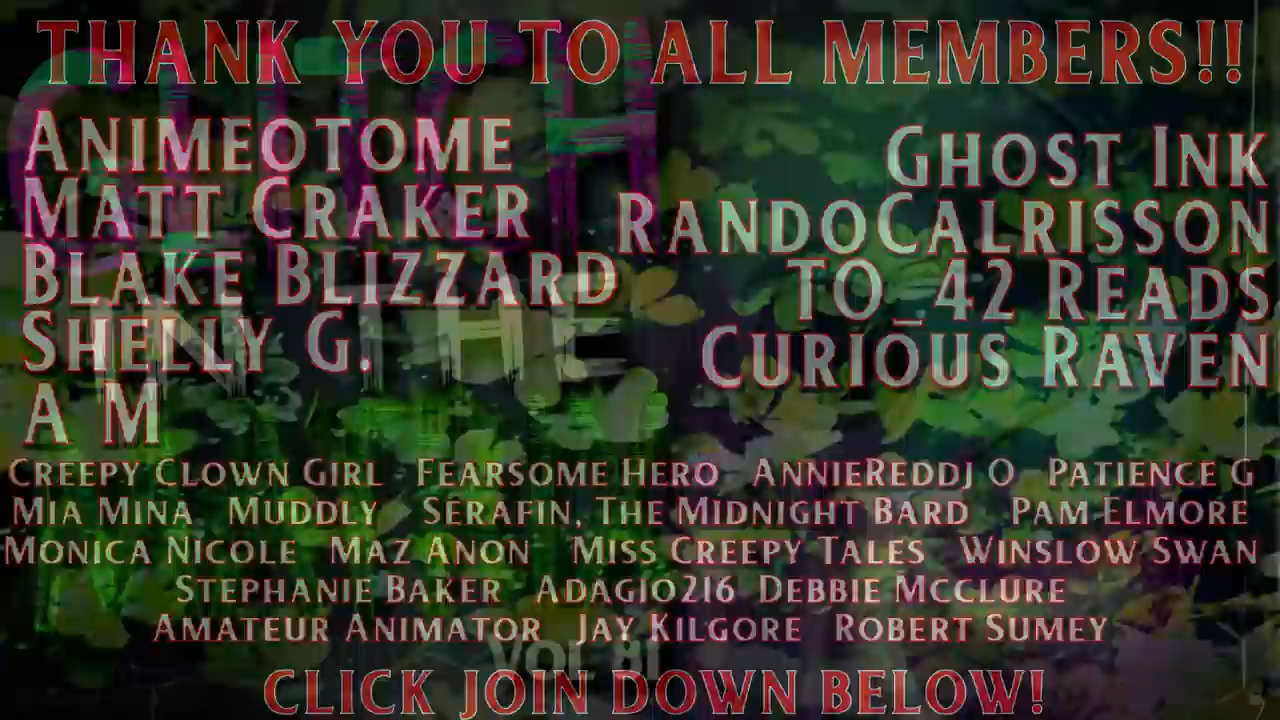 THANK YOU TO ALL MEMBERS!!
ANIMEOTOME
MATT CRAKER
BLAKE BLIZZARD
SHELLY G.
A M
GHOST INK
RANDOCALRISSON
TO_42 READS
CURIOUS RAVEN
CREEPY CLOWN GIRL FEARSOME HERO ANNIEREDDJ O PATIENCE G
MIA MINA MUDDLY SERAFIN, THE MIDNIGHT BARD PAM ELMORE
MONICA NICOLE MAZ ANON MISS CREEPY TALES WINSLOW SWAN
STEPHANIE BAKER ADAGIO216 DEBBIE MCCLURE
AMATEUR ANIMATOR JAY KILGORE ROBERT SUMEY
CLICK JOIN DOWN BELOW!
IN THE